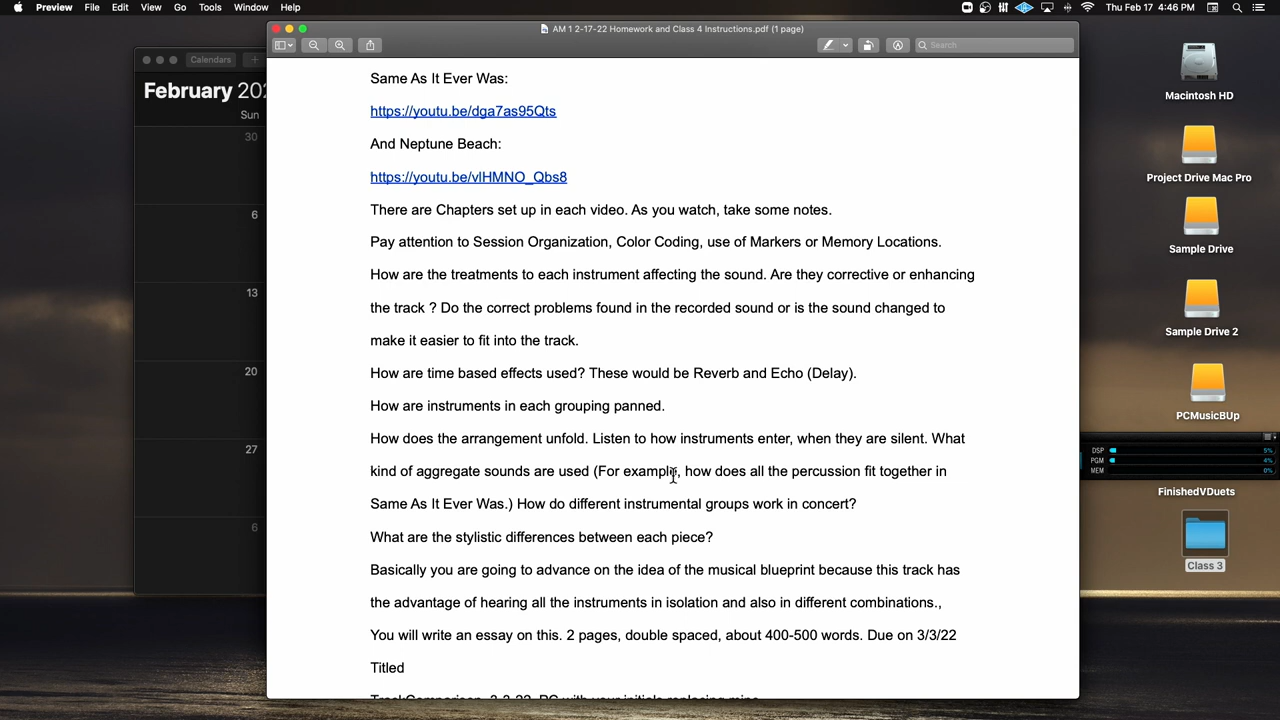 Preview File Edit View Go Tools Window Help
Thu Feb 17 4:46 PM
AM 1 2-17-22 Homework and Class 4 Instructions.pdf (1 page)
Search
Calendars
February 202
Sun
30
6
13
20
27
6
Same As It Ever Was:
https://youtu.be/dga7as95Qts
And Neptune Beach:
https://youtu.be/vlHMNO_Qbs8
There are Chapters set up in each video. As you watch, take some notes.
Pay attention to Session Organization, Color Coding, use of Markers or Memory Locations.
How are the treatments to each instrument affecting the sound. Are they corrective or enhancing
the track ? Do the correct problems found in the recorded sound or is the sound changed to
make it easier to fit into the track.
How are time based effects used? These would be Reverb and Echo (Delay).
How are instruments in each grouping panned.
How does the arrangement unfold. Listen to how instruments enter, when they are silent. What
kind of aggregate sounds are used (For example, how does all the percussion fit together in
Same As It Ever Was.) How do different instrumental groups work in concert?
What are the stylistic differences between each piece?
Basically you are going to advance on the idea of the musical blueprint because this track has
the advantage of hearing all the instruments in isolation and also in different combinations.,
You will write an essay on this. 2 pages, double spaced, about 400-500 words. Due on 3/3/22
Titled
TrackComparison_3-3-22_PC with your initials replacing mine
Macintosh HD
Project Drive Mac Pro
Sample Drive
Sample Drive 2
PCMusicBUp
DSP 5%
PGM 4%
MEM 0%
FinishedVDuets
Class 3